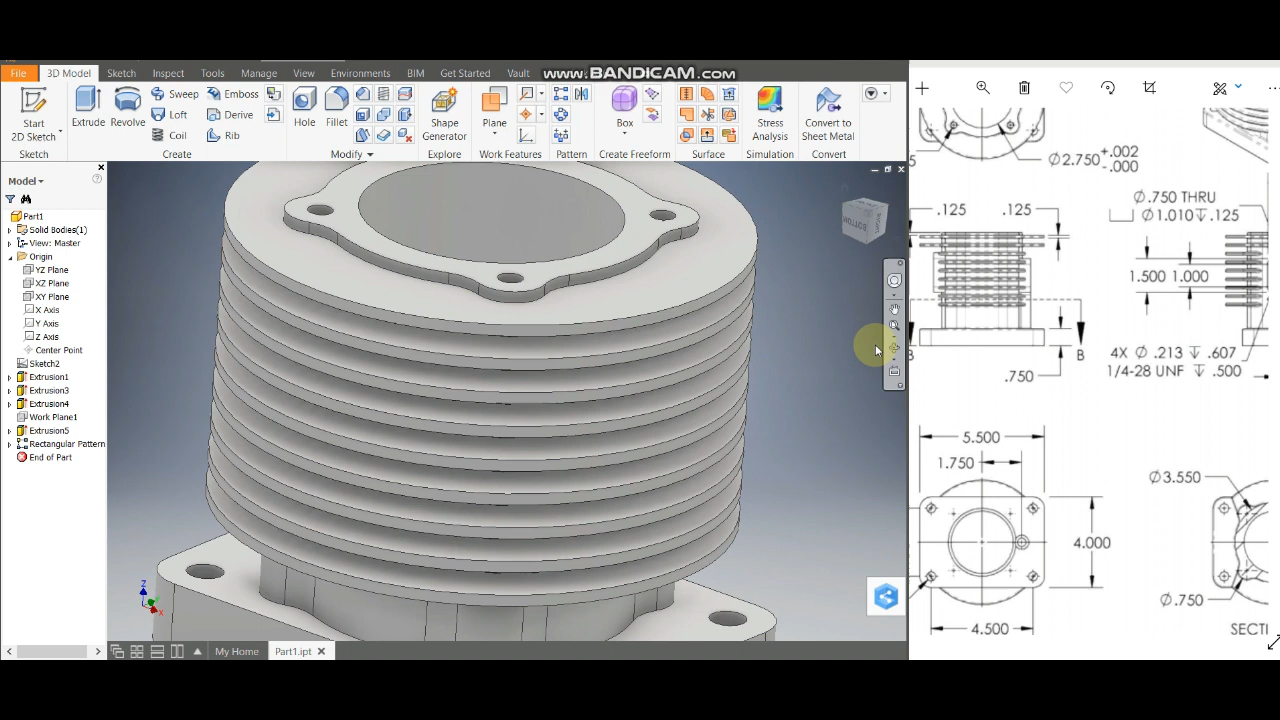 File 3D Model Sketch Inspect Tools Manage View Environments BIM Get Started Vault www.BANDICAM.com
Start
2D Sketch
Extrude
Revolve
Sweep
Emboss
Loft
Derive
Coil
Rib
Hole
Fillet
Shape
Generator
Plane
Box
Stress
Analysis
Convert to
Sheet Metal
Sketch
Create
Modify
Explore
Work Features
Pattern
Create Freeform
Surface
Simulation
Convert
Model
Part1
Solid Bodies(1)
View: Master
Origin
YZ Plane
XZ Plane
XY Plane
X Axis
Y Axis
Z Axis
Center Point
Sketch2
Extrusion1
Extrusion3
Extrusion4
Work Plane1
Extrusion5
Rectangular Pattern
End of Part
BOTTOM
Z
X
My Home
Part1.ipt
5
Ø2.750 +.002
-.000
.125
.125
Ø.750 THRU
⌴ Ø1.010 ↧ .125
1.500 1.000
B
B
4X Ø .213 ↧ .607
1/4-28 UNF ↧ .500
.750
5.500
1.750
Ø3.550
4.000
Ø.750
4.500
SECTI